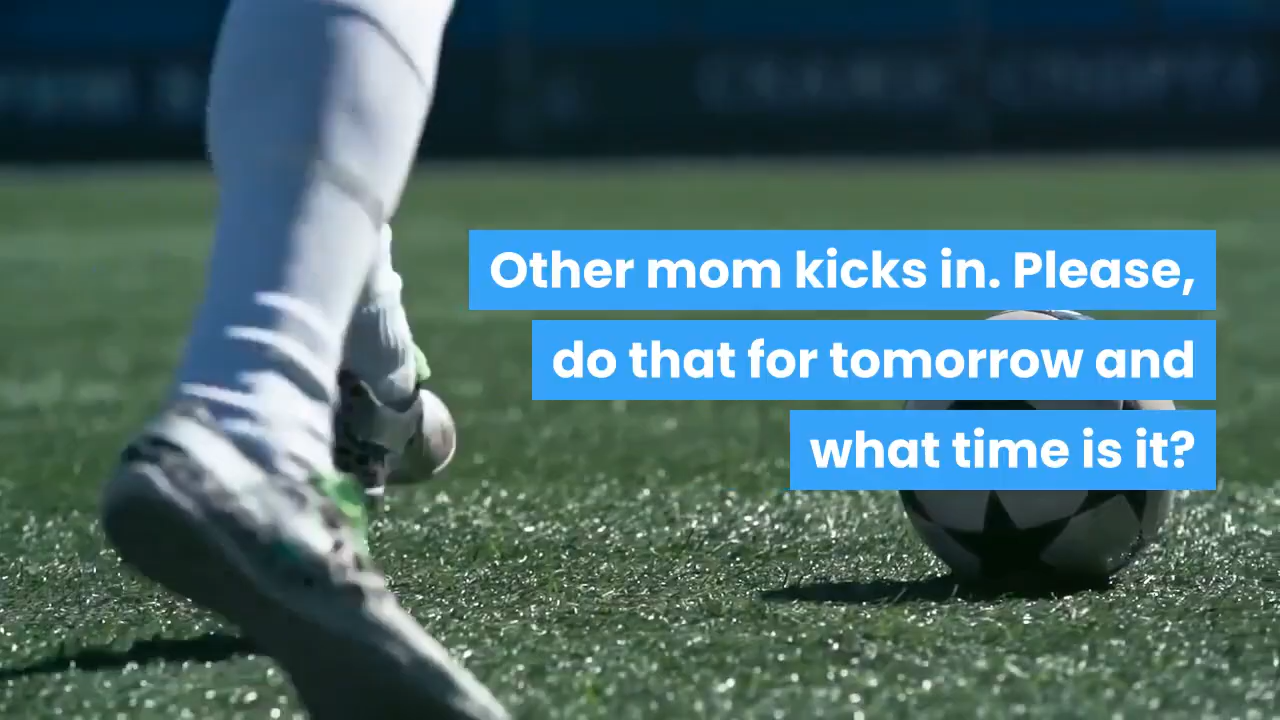 Other mom kicks in. Please,
do that for tomorrow and
what time is it?